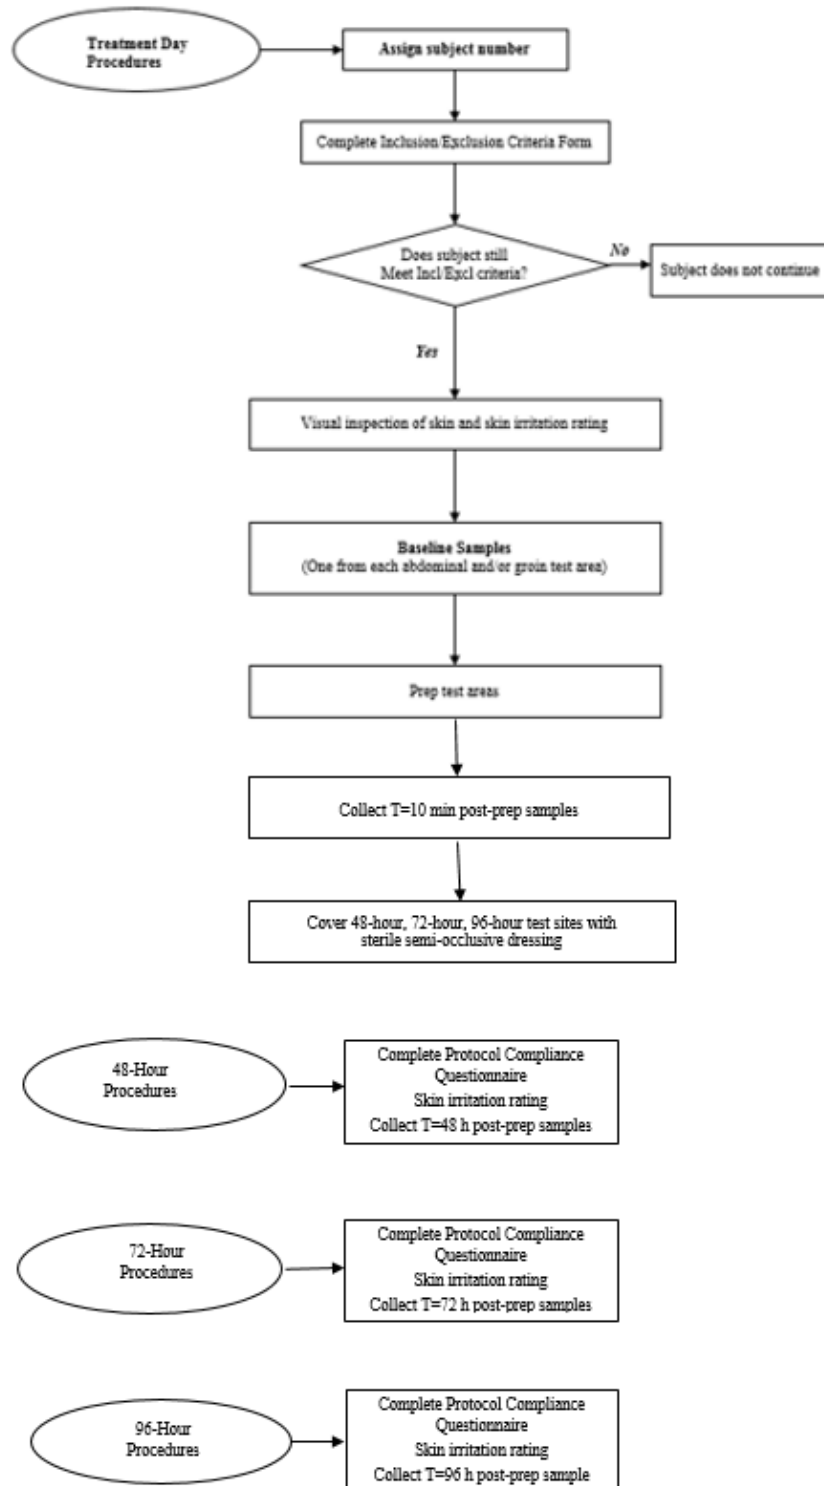 Treatment Day
Procedures
Assign subject number
Complete Inclusion/Exclusion Criteria Form
Does subject still
Meet Incl/Excl criteria?
No
Subject does not continue
Yes
Visual inspection of skin and skin irritation rating
Baseline Samples
(One from each abdominal and/or groin test area)
Prep test areas
Collect T=10 min post-prep samples
Cover 48-hour, 72-hour, 96-hour test sites with
sterile semi-occlusive dressing
48-Hour
Procedures
Complete Protocol Compliance
Questionnaire
Skin irritation rating
Collect T=48 h post-prep samples
72-Hour
Procedures
Complete Protocol Compliance
Questionnaire
Skin irritation rating
Collect T=72 h post-prep samples
96-Hour
Procedures
Complete Protocol Compliance
Questionnaire
Skin irritation rating
Collect T=96 h post-prep sample